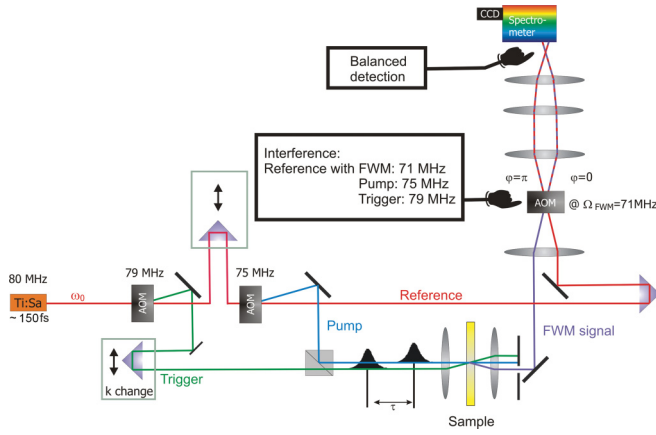 CCD
Spectro-
meter
Balanced
detection
Interference:
Reference with FWM: 71 MHz
Pump: 75 MHz
Trigger: 79 MHz
φ=π
φ=0
AOM
@ Ω FWM=71MHz
80 MHz
Ti:Sa
~ 150fs
ω0
79 MHz
AOM
75 MHz
AOM
Reference
Pump
FWM signal
k change
Trigger
τ
Sample